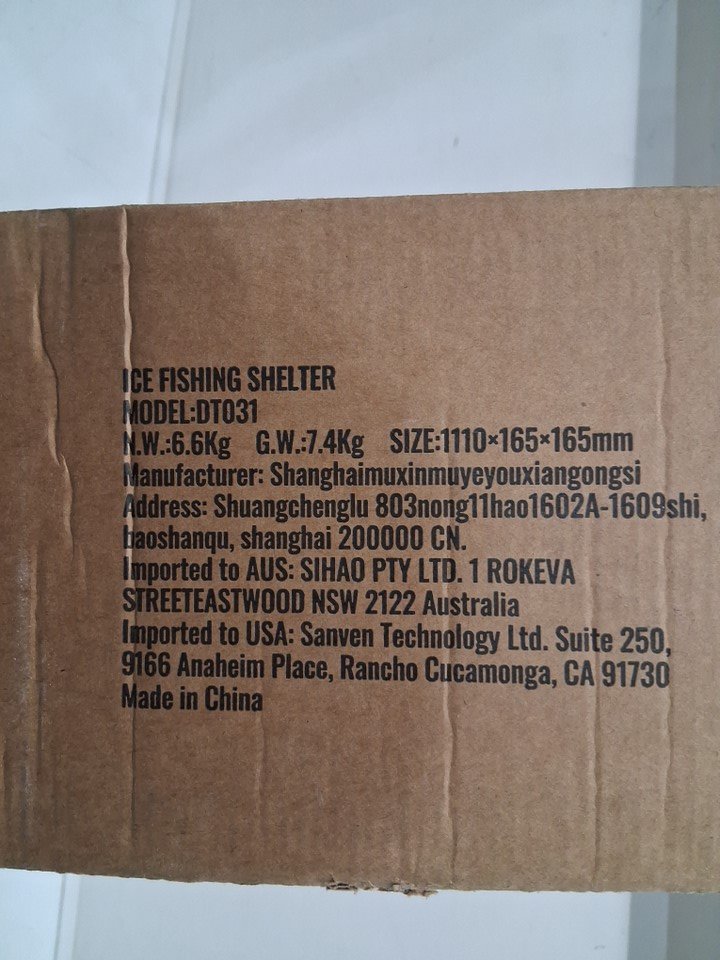 ICE FISHING SHELTER
MODEL:DT031
N.W.:6.6Kg G.W.:7.4Kg SIZE:1110×165×165mm
Manufacturer: Shanghaimuxinmuyeyouxiangongsi
Address: Shuangchenglu 803nong11hao1602A-1609shi,
baoshanqu, shanghai 200000 CN.
Imported to AUS: SIHAO PTY LTD. 1 ROKEVA
STREETEASTWOOD NSW 2122 Australia
Imported to USA: Sanven Technology Ltd. Suite 250,
9166 Anaheim Place, Rancho Cucamonga, CA 91730
Made in China